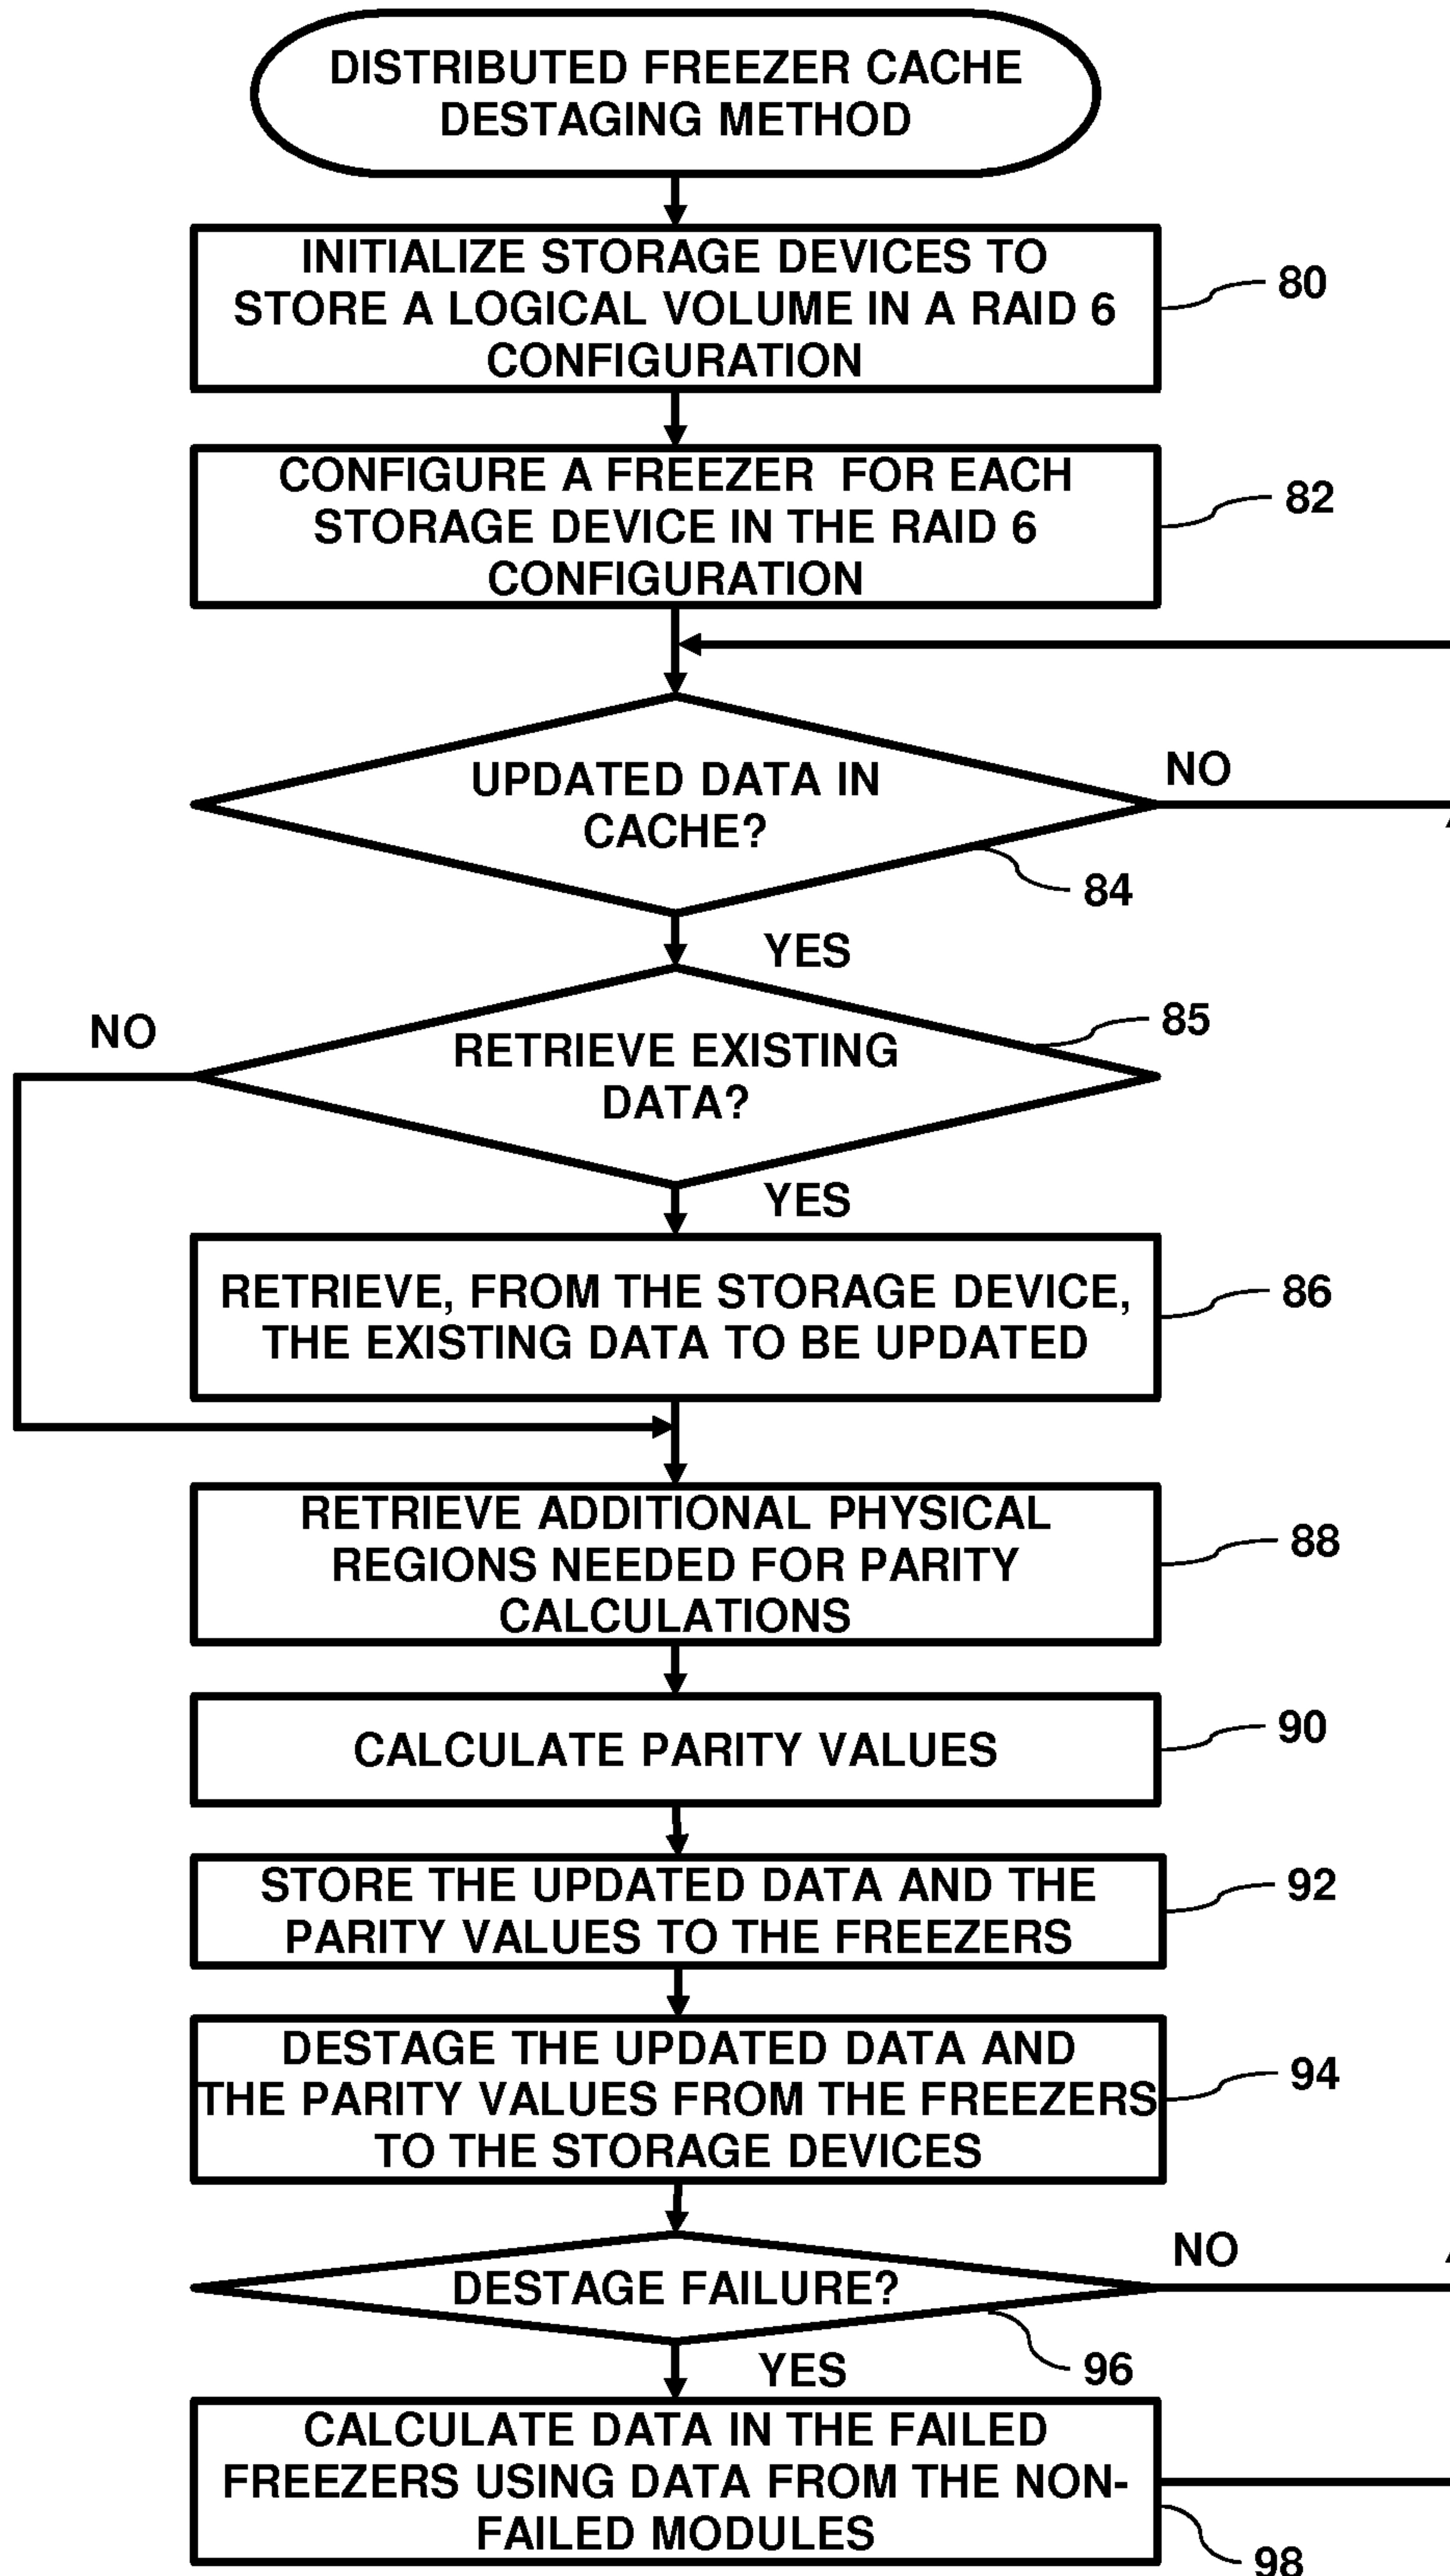 DISTRIBUTED FREEZER CACHE
DESTAGING METHOD
INITIALIZE STORAGE DEVICES TO
STORE A LOGICAL VOLUME IN A RAID 6
CONFIGURATION
80
CONFIGURE A FREEZER FOR EACH
STORAGE DEVICE IN THE RAID 6
CONFIGURATION
82
UPDATED DATA IN
CACHE?
NO
84
YES
RETRIEVE EXISTING
DATA?
NO
85
YES
RETRIEVE, FROM THE STORAGE DEVICE,
THE EXISTING DATA TO BE UPDATED
86
RETRIEVE ADDITIONAL PHYSICAL
REGIONS NEEDED FOR PARITY
CALCULATIONS
88
CALCULATE PARITY VALUES
90
STORE THE UPDATED DATA AND THE
PARITY VALUES TO THE FREEZERS
92
DESTAGE THE UPDATED DATA AND
THE PARITY VALUES FROM THE FREEZERS
TO THE STORAGE DEVICES
94
DESTAGE FAILURE?
NO
96
YES
CALCULATE DATA IN THE FAILED
FREEZERS USING DATA FROM THE NON-
FAILED MODULES
98